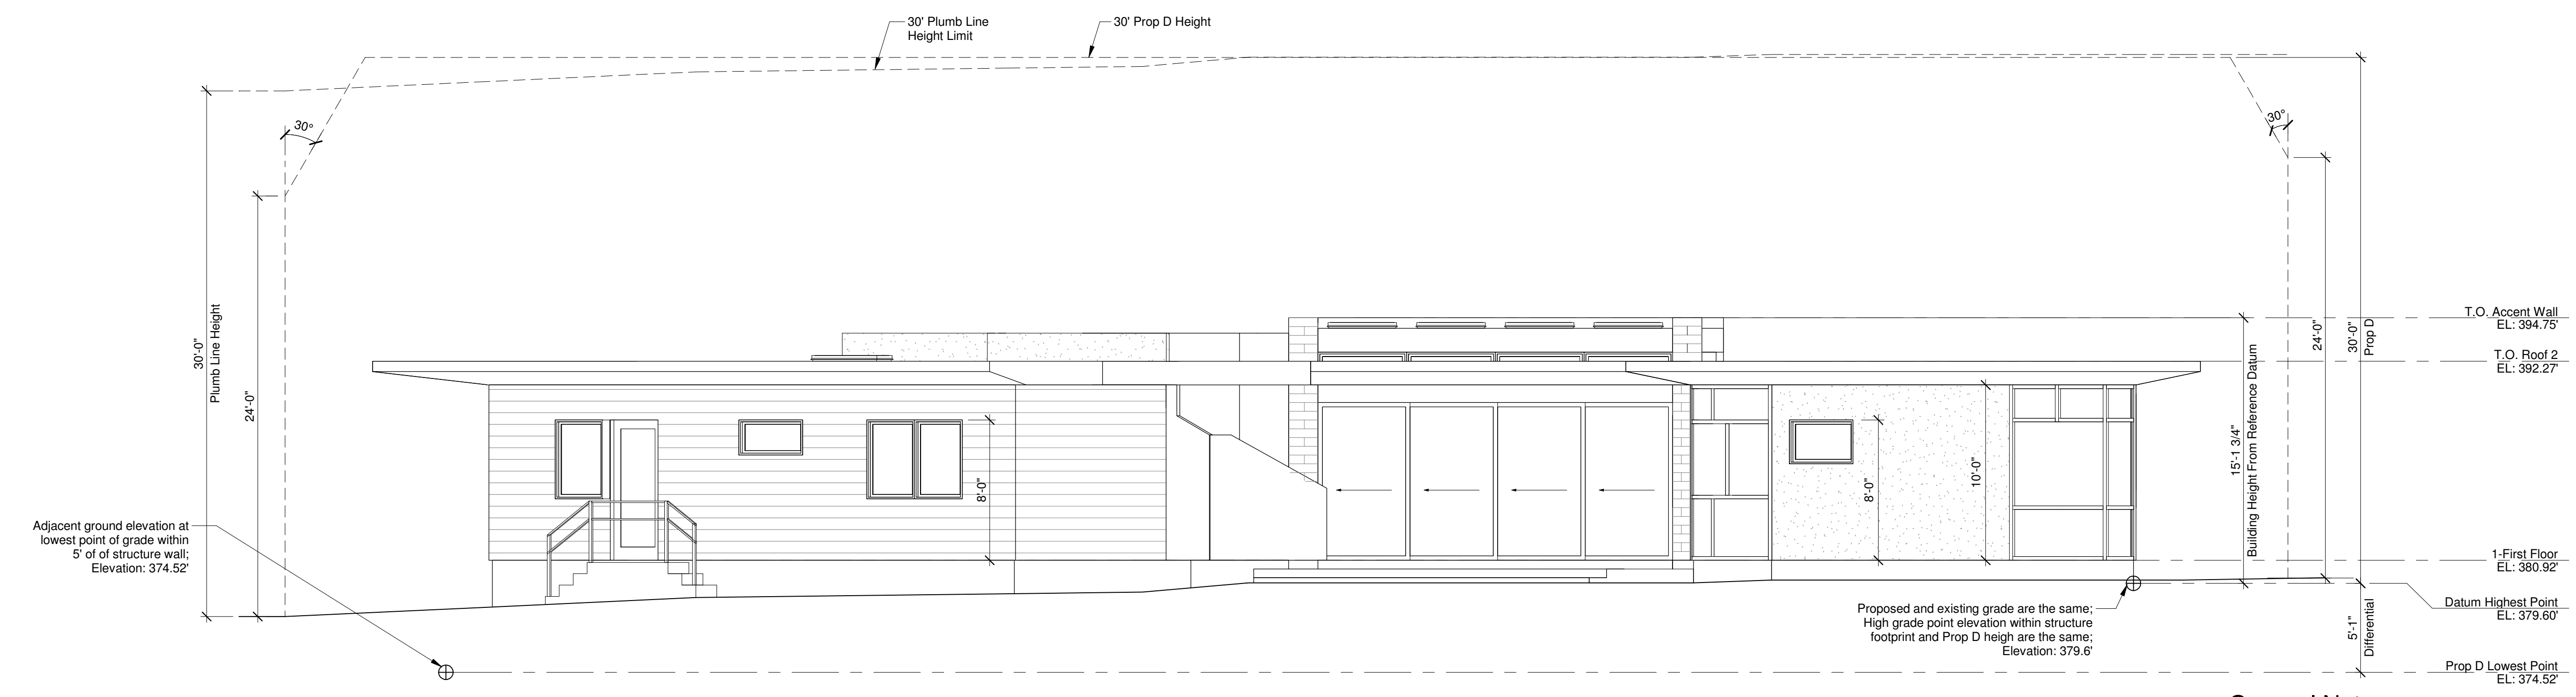 30' Plumb Line
Height Limit
30' Prop D Height
30°
30°
30'-0"
Plumb Line Height
24'-0"
24'-0"
30'-0"
Prop D
T.O. Accent Wall
EL: 394.75'
T.O. Roof 2
EL: 392.27'
15'-1 3/4"
Building Height From Reference Datum
8'-0"
8'-0"
10'-0"
Adjacent ground elevation at
lowest point of grade within
5' of of structure wall;
Elevation: 374.52'
1-First Floor
EL: 380.92'
Proposed and existing grade are the same;
High grade point elevation within structure
footprint and Prop D heigh are the same;
Elevation: 379.6'
Datum Highest Point
EL: 379.60'
5'-1"
Differential
Prop D Lowest Point
EL: 374.52'